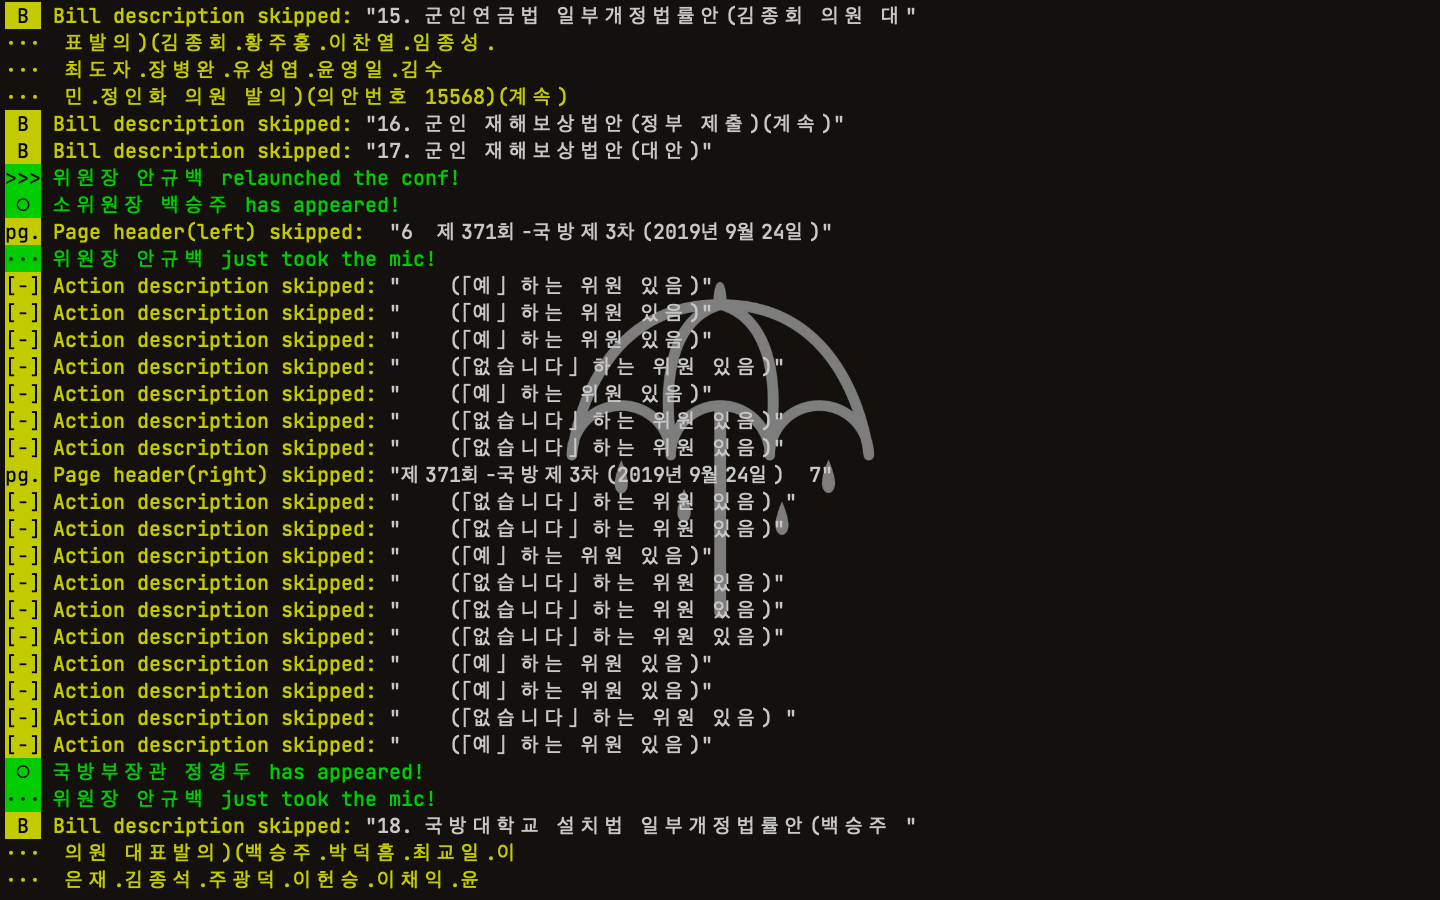 B Bill description skipped: "15. 군인연금법 일부개정법률안(김종회 의원 대"
··· 표발의)(김종회.황주홍.이찬열.임종성.
··· 최도자.장병완.유성엽.윤영일.김수
··· 민.정인화 의원 발의)(의안번호 15568)(계속)
B Bill description skipped: "16. 군인 재해보상법안(정부 제출)(계속)"
B Bill description skipped: "17. 군인 재해보상법안(대안)"
>>> 위원장 안규백 relaunched the conf!
○ 소위원장 백승주 has appeared!
pg. Page header(left) skipped:  "6  제371회-국방제3차(2019년9월24일)"
··· 위원장 안규백 just took the mic!
[-] Action description skipped: "    (「예」하는 위원 있음)"
[-] Action description skipped: "    (「예」하는 위원 있음)"
[-] Action description skipped: "    (「예」하는 위원 있음)"
[-] Action description skipped: "    (「없습니다」하는 위원 있음)"
[-] Action description skipped: "    (「예」하는 위원 있음)"
[-] Action description skipped: "    (「없습니다」하는 위원 있음)"
[-] Action description skipped: "    (「없습니다」하는 위원 있음)"
pg. Page header(right) skipped: "제371회-국방제3차(2019년9월24일)  7"
[-] Action description skipped: "    (「없습니다」하는 위원 있음) "
[-] Action description skipped: "    (「없습니다」하는 위원 있음)"
[-] Action description skipped: "    (「예」하는 위원 있음)"
[-] Action description skipped: "    (「없습니다」하는 위원 있음)"
[-] Action description skipped: "    (「없습니다」하는 위원 있음)"
[-] Action description skipped: "    (「없습니다」하는 위원 있음)"
[-] Action description skipped: "    (「예」하는 위원 있음)"
[-] Action description skipped: "    (「예」하는 위원 있음)"
[-] Action description skipped: "    (「없습니다」하는 위원 있음) "
[-] Action description skipped: "    (「예」하는 위원 있음)"
○ 국방부장관 정경두 has appeared!
··· 위원장 안규백 just took the mic!
B Bill description skipped: "18. 국방대학교 설치법 일부개정법률안(백승주 "
··· 의원 대표발의)(백승주.박덕흠.최교일.이
··· 은재.김종석.주광덕.이헌승.이채익.윤